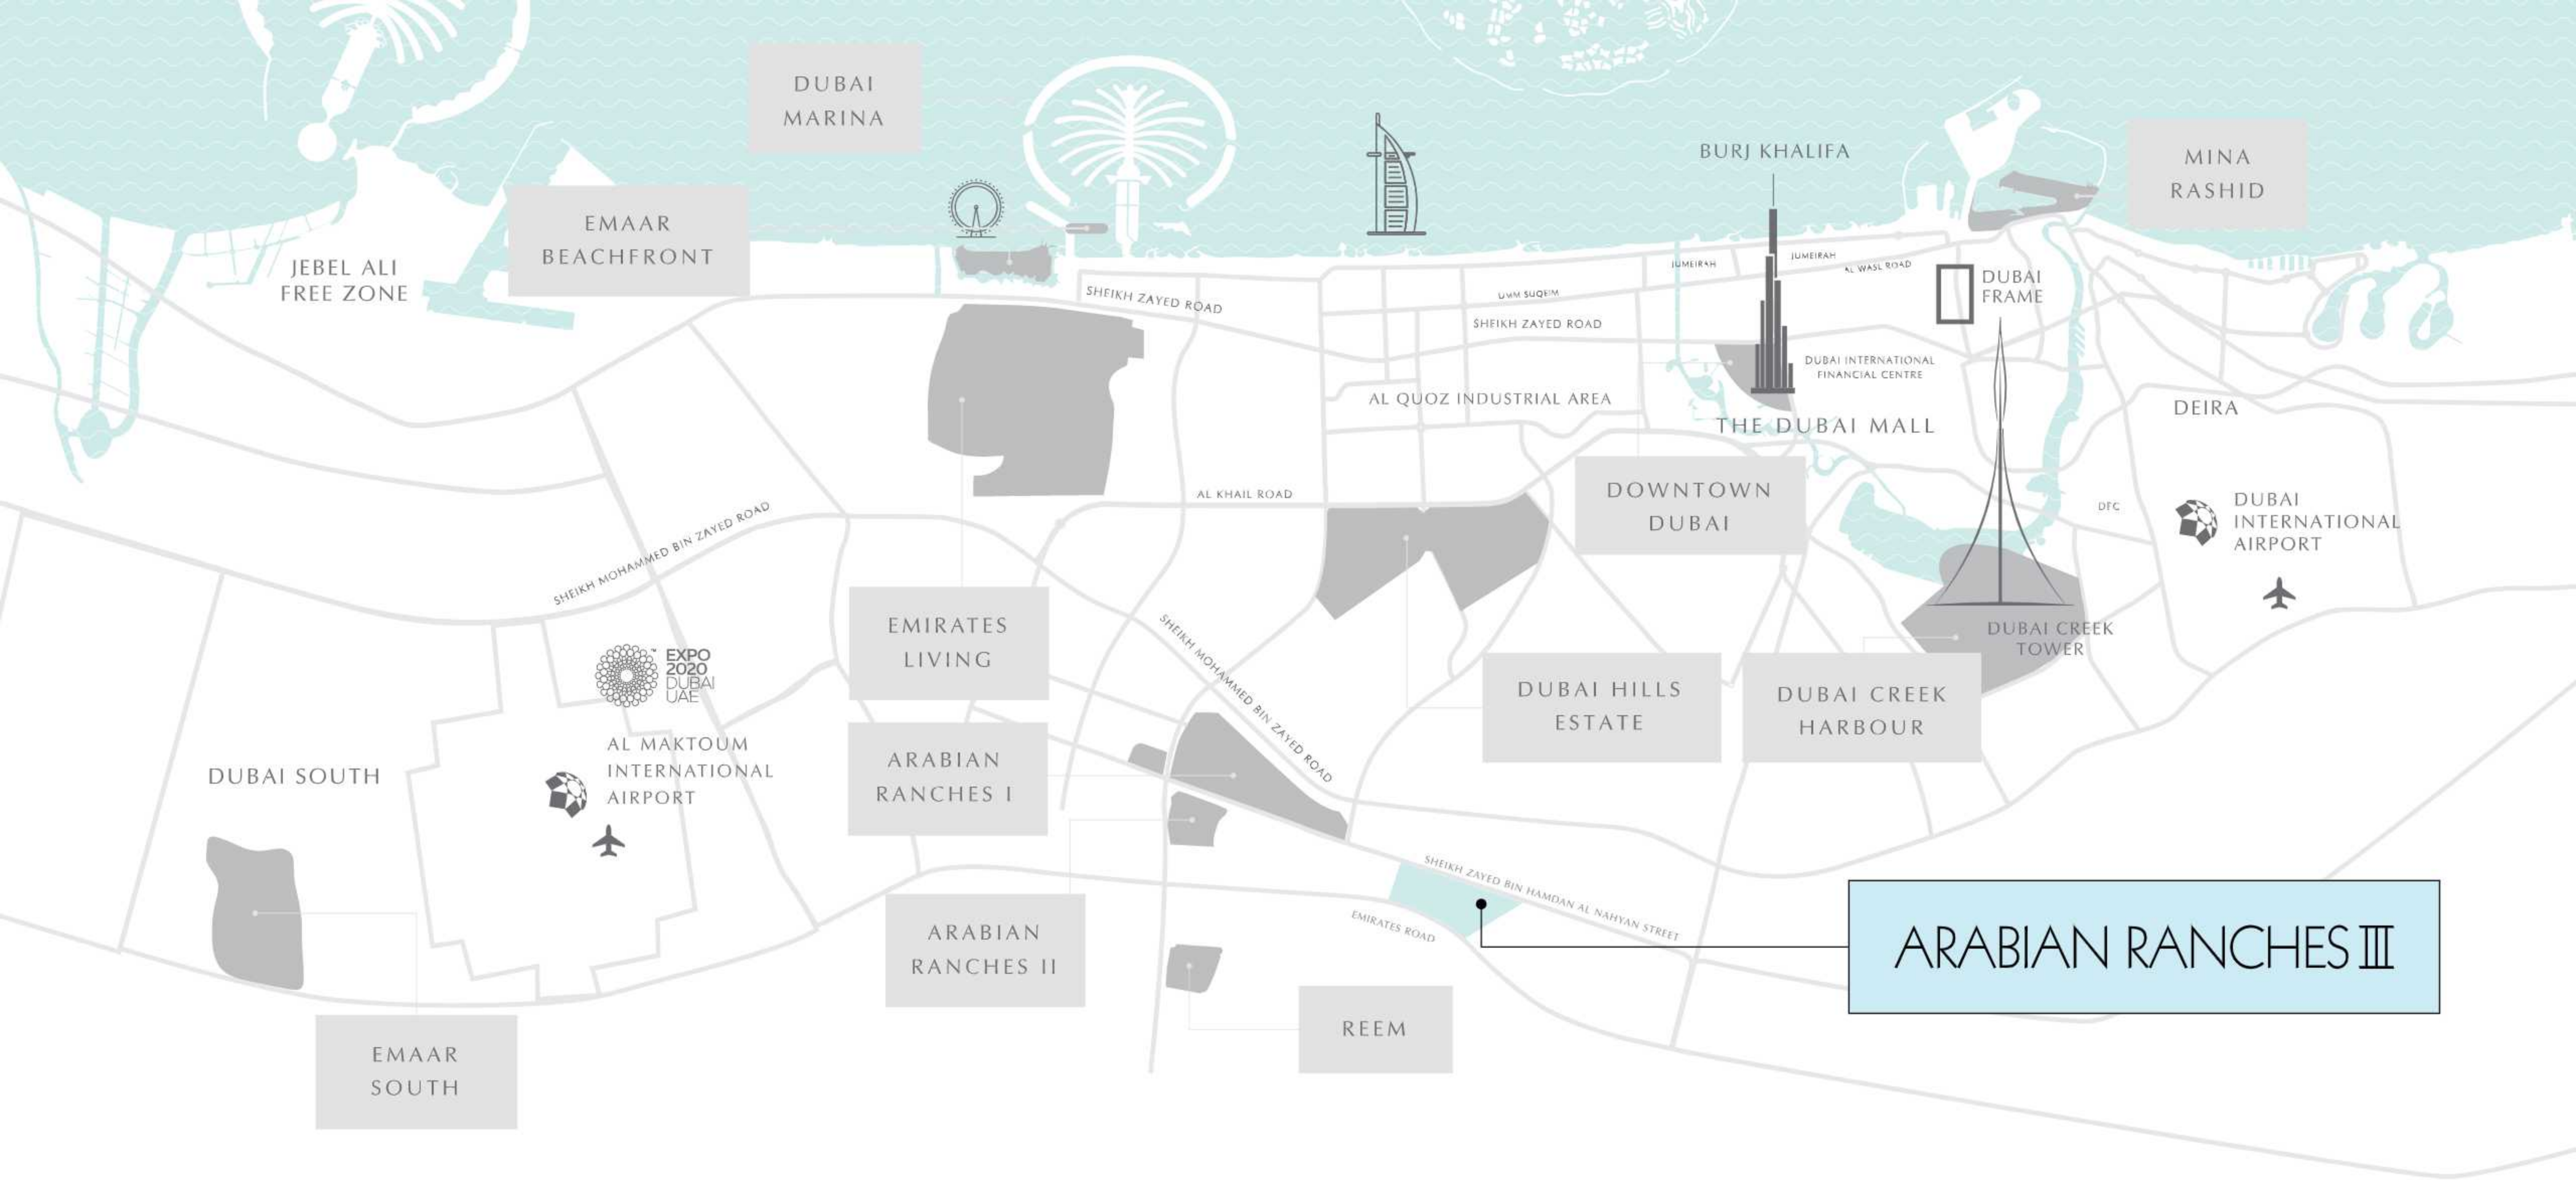 DUBAI
MARINA
BURJ KHALIFA
MINA
RASHID
EMAAR
BEACHFRONT
JEBEL ALI
FREE ZONE
SHEIKH ZAYED ROAD
JUMEIRAH
JUMEIRAH
AL WASL ROAD
UMM SUQEIM
SHEIKH ZAYED ROAD
DUBAI
FRAME
DUBAI INTERNATIONAL
FINANCIAL CENTRE
AL QUOZ INDUSTRIAL AREA
THE DUBAI MALL
DEIRA
AL KHAIL ROAD
DOWNTOWN
DUBAI
DFC
DUBAI
INTERNATIONAL
AIRPORT
SHEIKH MOHAMMED BIN ZAYED ROAD
EMIRATES
LIVING
SHEIKH MOHAMMED BIN ZAYED ROAD
DUBAI CREEK
TOWER
EXPO
2020
DUBAI
UAE
DUBAI HILLS
ESTATE
DUBAI CREEK
HARBOUR
AL MAKTOUM
INTERNATIONAL
AIRPORT
DUBAI SOUTH
ARABIAN
RANCHES I
SHEIKH ZAYED BIN HAMDAN AL NAHYAN STREET
EMIRATES ROAD
ARABIAN
RANCHES II
ARABIAN RANCHES III
REEM
EMAAR
SOUTH